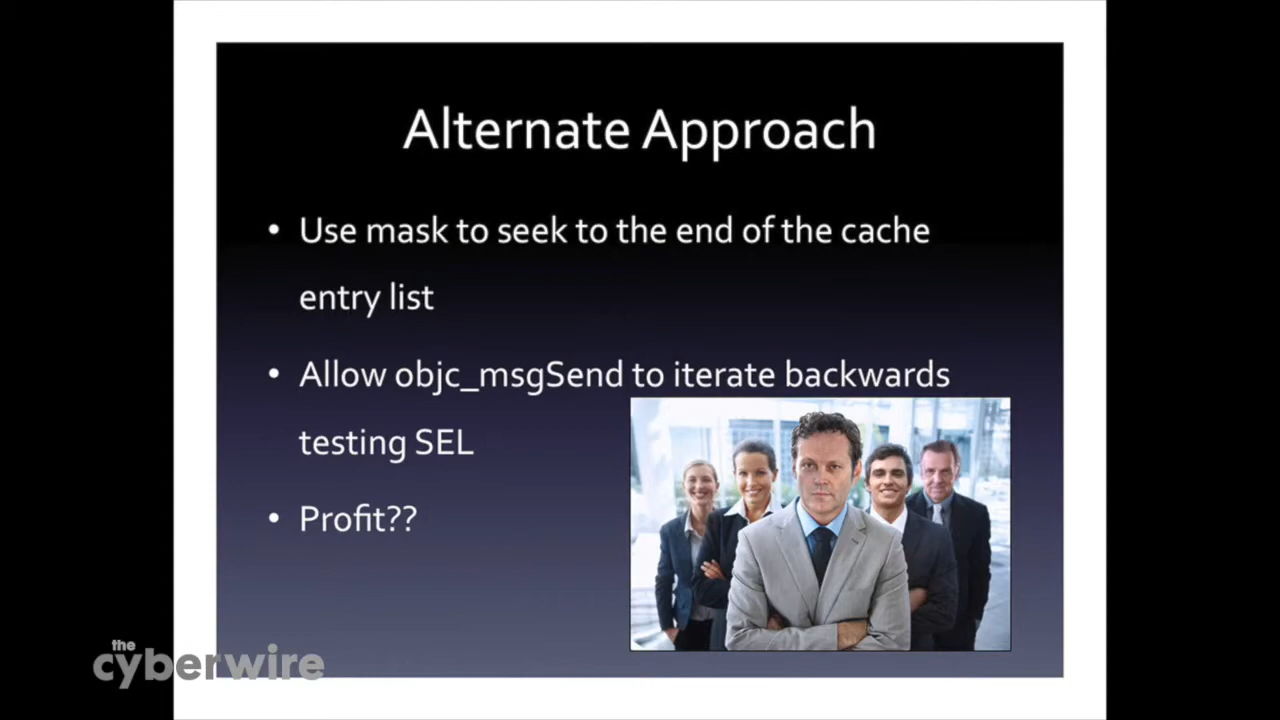 Alternate Approach
• Use mask to seek to the end of the cache
entry list
• Allow objc_msgSend to iterate backwards
testing SEL
• Profit??
the
cyberwire